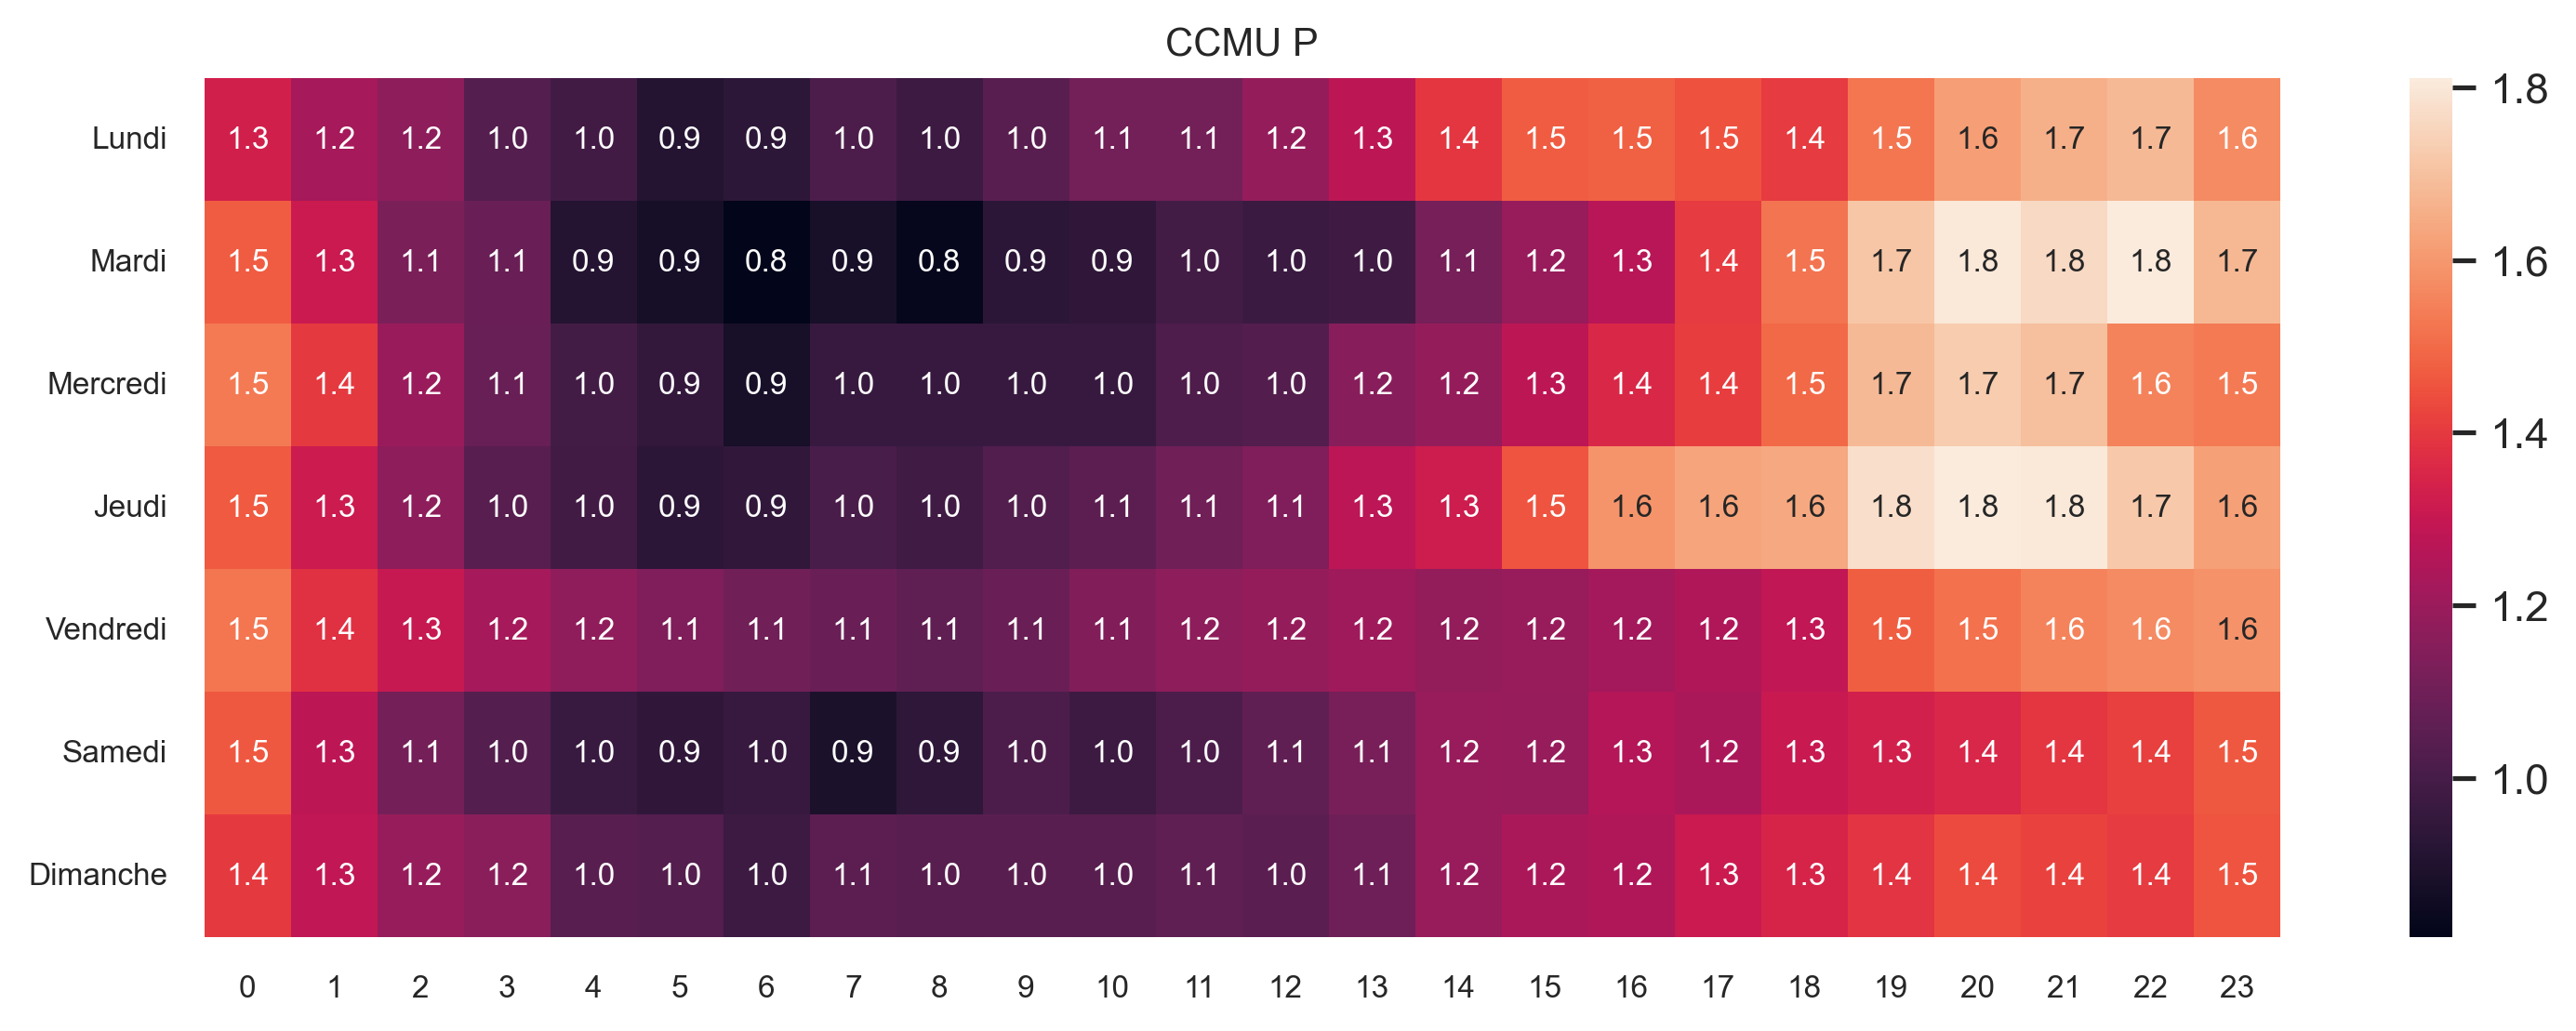 CCMU P
Lundi 1.3 1.2 1.2 1.0 1.0 0.9 0.9 1.0 1.0 1.0 1.1 1.1 1.2 1.3 1.4 1.5 1.5 1.5 1.4 1.5 1.6 1.7 1.7 1.6
Mardi 1.5 1.3 1.1 1.1 0.9 0.9 0.8 0.9 0.8 0.9 0.9 1.0 1.0 1.0 1.1 1.2 1.3 1.4 1.5 1.7 1.8 1.8 1.8 1.7
Mercredi 1.5 1.4 1.2 1.1 1.0 0.9 0.9 1.0 1.0 1.0 1.0 1.0 1.0 1.2 1.2 1.3 1.4 1.4 1.5 1.7 1.7 1.7 1.6 1.5
Jeudi 1.5 1.3 1.2 1.0 1.0 0.9 0.9 1.0 1.0 1.0 1.1 1.1 1.1 1.3 1.3 1.5 1.6 1.6 1.6 1.8 1.8 1.8 1.7 1.6
Vendredi 1.5 1.4 1.3 1.2 1.2 1.1 1.1 1.1 1.1 1.1 1.1 1.2 1.2 1.2 1.2 1.2 1.2 1.2 1.3 1.5 1.5 1.6 1.6 1.6
Samedi 1.5 1.3 1.1 1.0 1.0 0.9 1.0 0.9 0.9 1.0 1.0 1.0 1.1 1.1 1.2 1.2 1.3 1.2 1.3 1.3 1.4 1.4 1.4 1.5
Dimanche 1.4 1.3 1.2 1.2 1.0 1.0 1.0 1.1 1.0 1.0 1.0 1.1 1.0 1.1 1.2 1.2 1.2 1.3 1.3 1.4 1.4 1.4 1.4 1.5
0 1 2 3 4 5 6 7 8 9 10 11 12 13 14 15 16 17 18 19 20 21 22 23
1.8
1.6
1.4
1.2
1.0